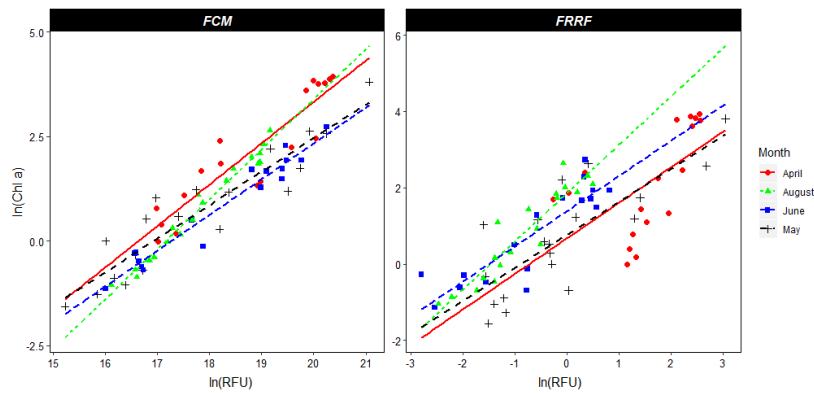 FCM
FRRF
ln(Chl a)
5.0
2.5
0.0
-2.5
6
4
2
0
-2
15 16 17 18 19 20 21
-3 -2 -1 0 1 2 3
ln(RFU)
ln(RFU)
Month
April
August
June
May